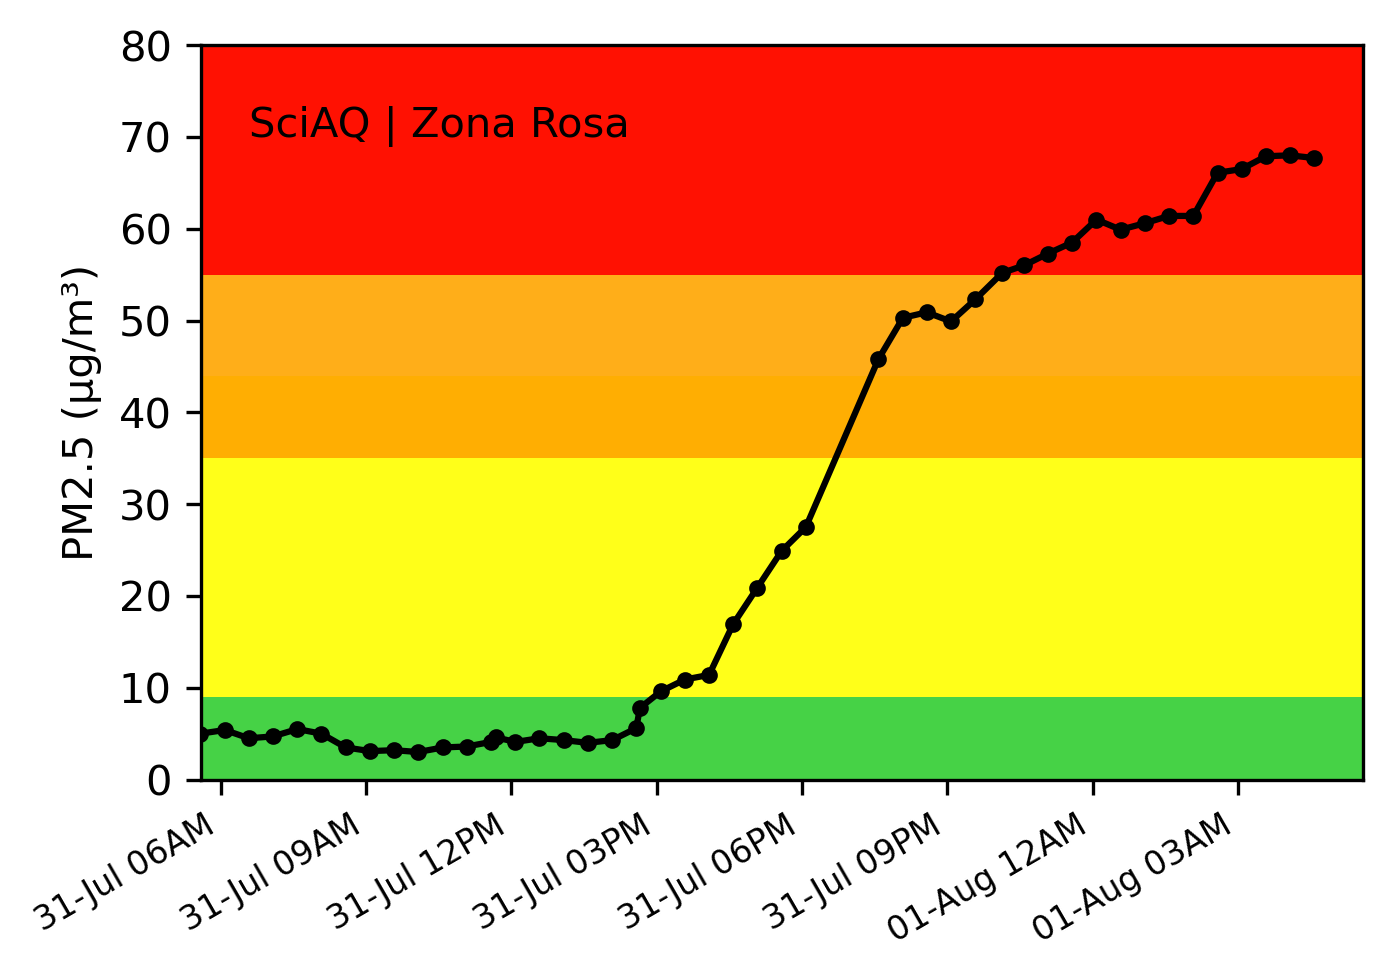 SciAQ | Zona Rosa
PM2.5 (µg/m³)
80
70
60
50
40
30
20
10
0
31-Jul 06AM
31-Jul 09AM
31-Jul 12PM
31-Jul 03PM
31-Jul 06PM
31-Jul 09PM
01-Aug 12AM
01-Aug 03AM